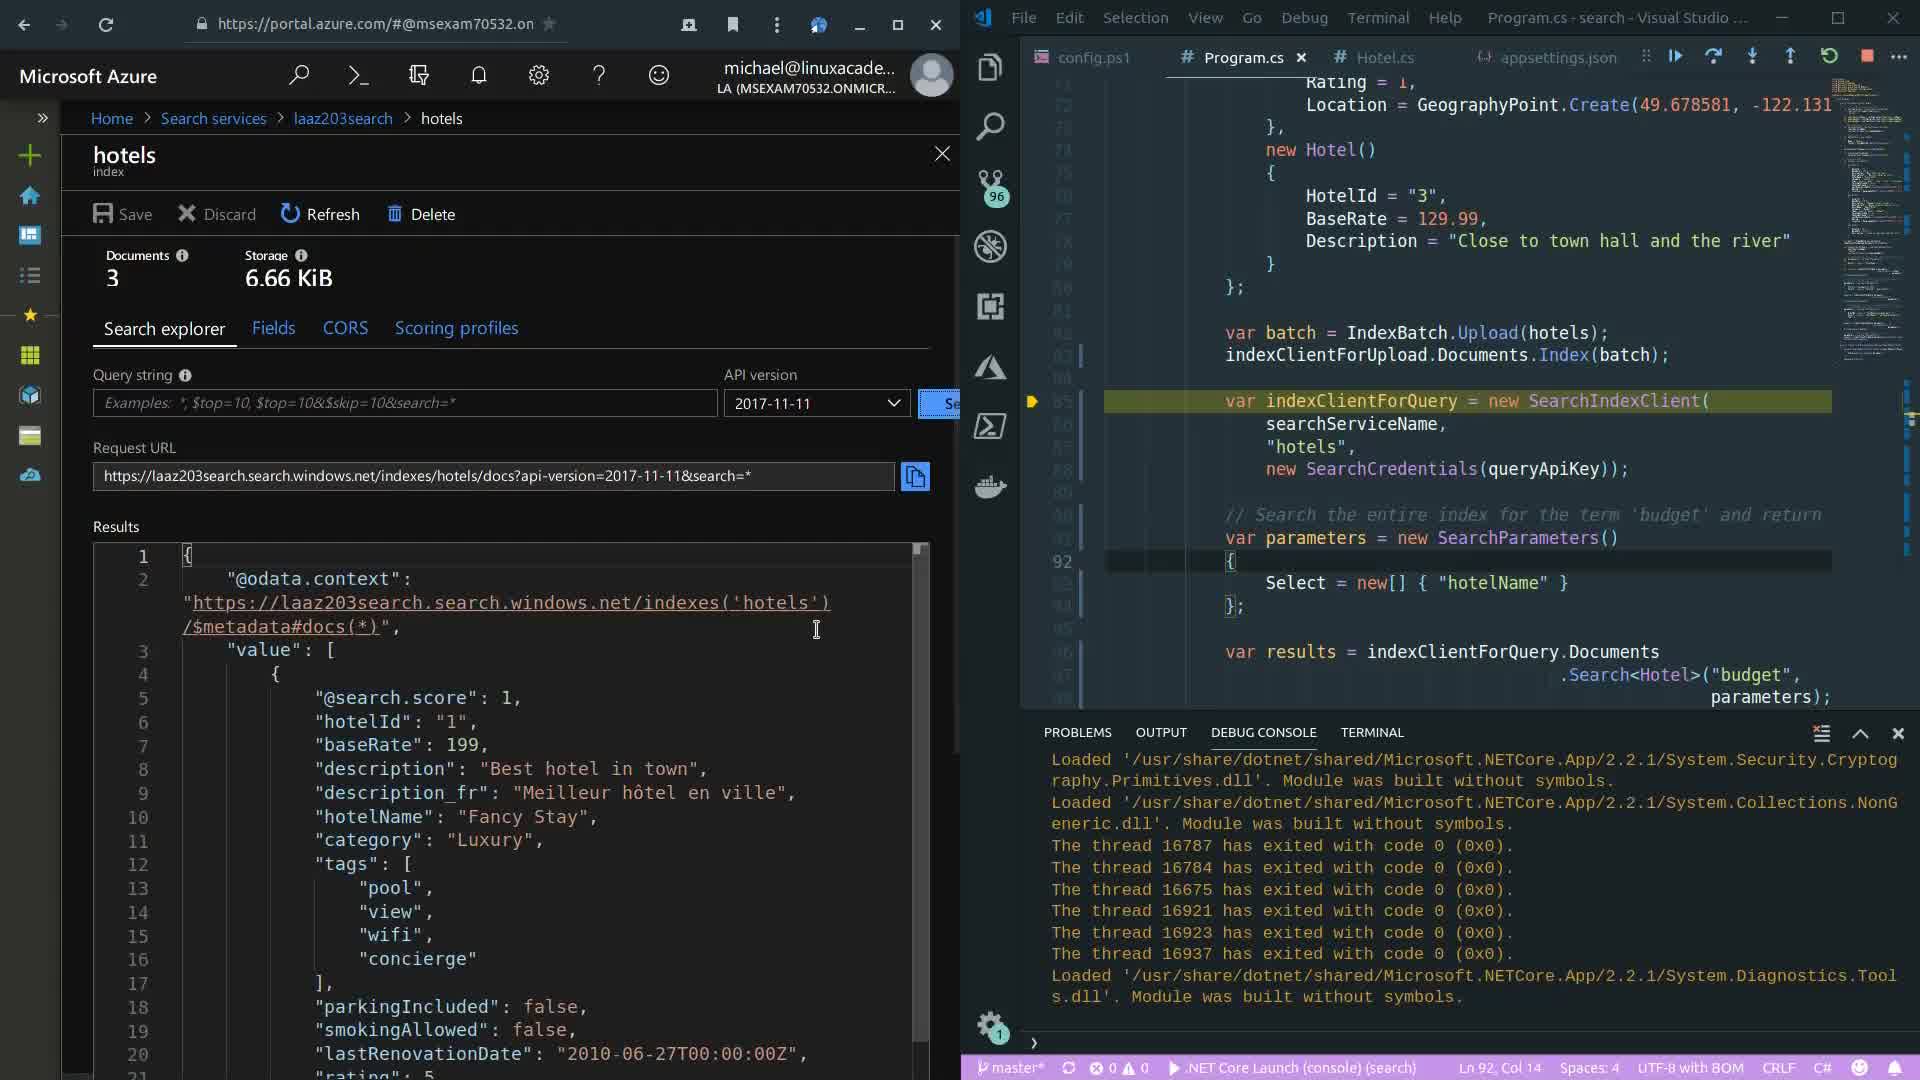 https://portal.azure.com/#@msexam70532.on
Microsoft Azure
michael@linuxacade...
LA (MSEXAM70532.ONMICR...
Home > Search services > laaz203search > hotels
hotels
index
Save Discard Refresh Delete
Documents Storage
3 6.66 KiB
Search explorer Fields CORS Scoring profiles
Query string API version
Examples: *, $top=10, $top=10&$skip=10&search=* 2017-11-11 Se
Request URL
https://laaz203search.search.windows.net/indexes/hotels/docs?api-version=2017-11-11&search=*
Results
1 {
2 "@odata.context":
"https://laaz203search.search.windows.net/indexes('hotels')
/$metadata#docs(*)",
3 "value": [
4 {
5 "@search.score": 1,
6 "hotelId": "1",
7 "baseRate": 199,
8 "description": "Best hotel in town",
9 "description_fr": "Meilleur hôtel en ville",
10 "hotelName": "Fancy Stay",
11 "category": "Luxury",
12 "tags": [
13 "pool",
14 "view",
15 "wifi",
16 "concierge"
17 ],
18 "parkingIncluded": false,
19 "smokingAllowed": false,
20 "lastRenovationDate": "2010-06-27T00:00:00Z",
21 "rating": 5
File Edit Selection View Go Debug Terminal Help Program.cs - search - Visual Studio ...
config.ps1 Program.cs Hotel.cs appsettings.json
96
Rating = 1,
Location = GeographyPoint.Create(49.678581, -122.131
},
new Hotel()
{
HotelId = "3",
BaseRate = 129.99,
Description = "Close to town hall and the river"
}
};
var batch = IndexBatch.Upload(hotels);
indexClientForUpload.Documents.Index(batch);
var indexClientForQuery = new SearchIndexClient(
searchServiceName,
"hotels",
new SearchCredentials(queryApiKey));
// Search the entire index for the term 'budget' and return
var parameters = new SearchParameters()
92 {
Select = new[] { "hotelName" }
};
var results = indexClientForQuery.Documents
.Search<Hotel>("budget",
parameters);
PROBLEMS OUTPUT DEBUG CONSOLE TERMINAL
Loaded '/usr/share/dotnet/shared/Microsoft.NETCore.App/2.2.1/System.Security.Cryptog
raphy.Primitives.dll'. Module was built without symbols.
Loaded '/usr/share/dotnet/shared/Microsoft.NETCore.App/2.2.1/System.Collections.NonG
eneric.dll'. Module was built without symbols.
The thread 16787 has exited with code 0 (0x0).
The thread 16784 has exited with code 0 (0x0).
The thread 16675 has exited with code 0 (0x0).
The thread 16921 has exited with code 0 (0x0).
The thread 16923 has exited with code 0 (0x0).
The thread 16937 has exited with code 0 (0x0).
Loaded '/usr/share/dotnet/shared/Microsoft.NETCore.App/2.2.1/System.Diagnostics.Tool
s.dll'. Module was built without symbols.
1
master* 0 0 .NET Core Launch (console) (search) Ln 92, Col 14 Spaces: 4 UTF-8 with BOM CRLF C#